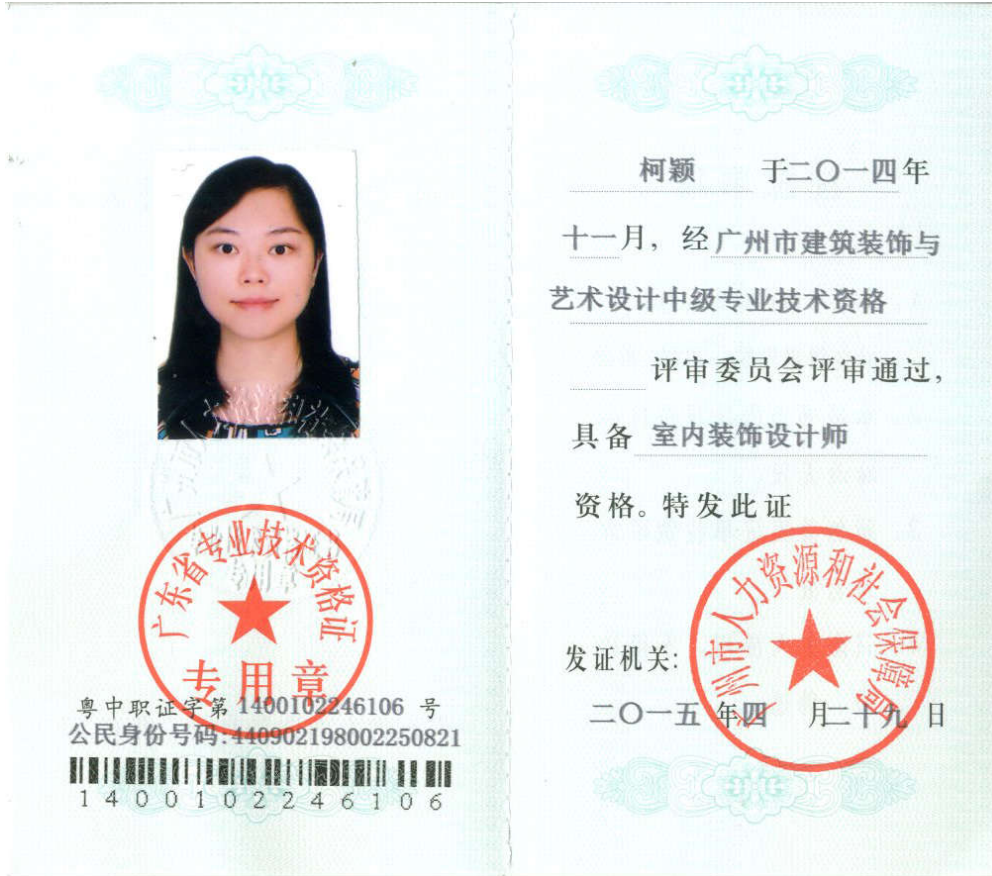 广东省专业技术资格证
专用章
粤中职证字第 1400102246106 号
公民身份号码:440902198002250821
1400102246106
柯颖 于二〇一四年
十一月，经广州市建筑装饰与
艺术设计中级专业技术资格
评审委员会评审通过，
具备 室内装饰设计师
资格。特发此证
广州市人力资源和社会保障局
发证机关:
二〇一五 年四 月二十九 日